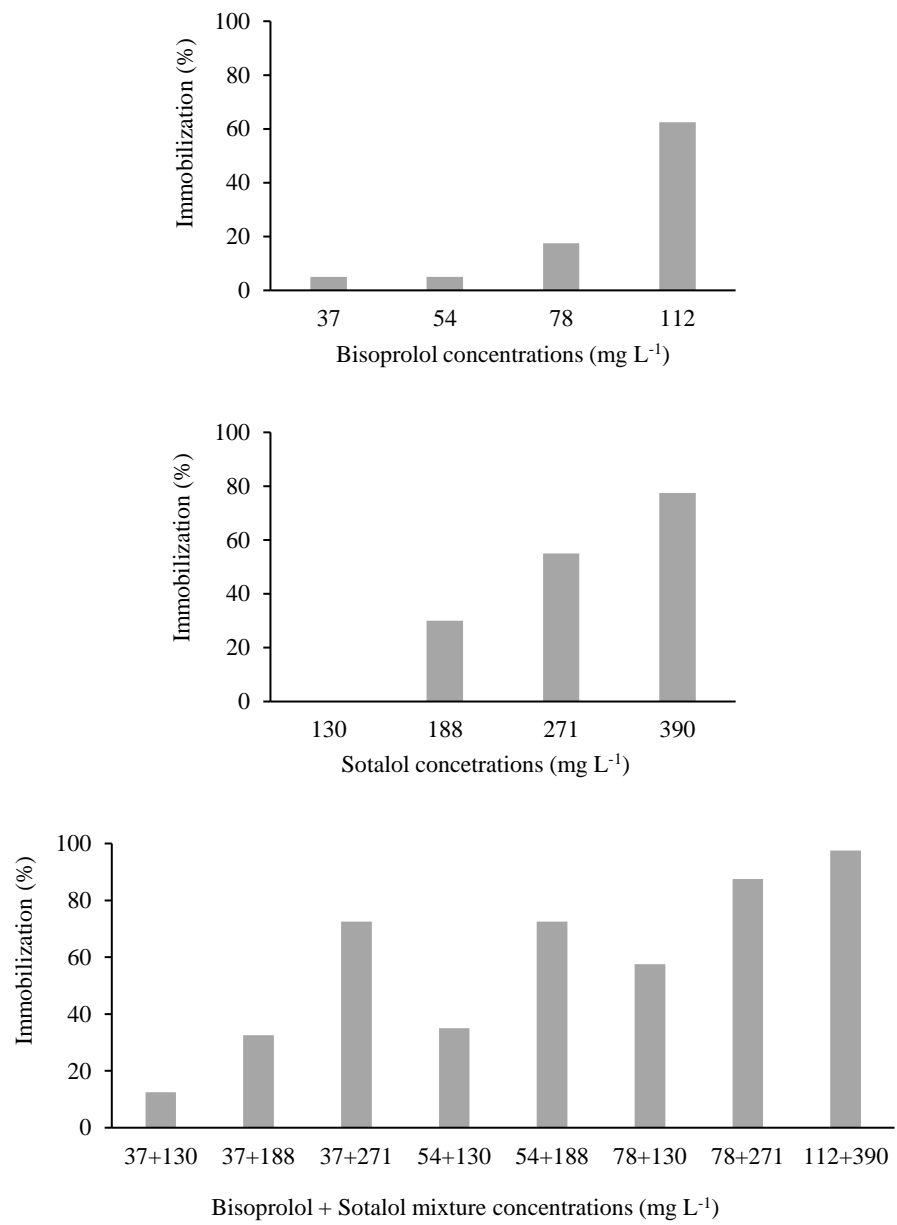 100
80
60
40
20
0
Immobilization (%)
37 54 78 112
Bisoprolol concentrations (mg L⁻¹)
100
80
60
40
20
0
Immobilization (%)
130 188 271 390
Sotalol concetrations (mg L⁻¹)
100
80
60
40
20
0
Immobilization (%)
37+130 37+188 37+271 54+130 54+188 78+130 78+271 112+390
Bisoprolol + Sotalol mixture concentrations (mg L⁻¹)